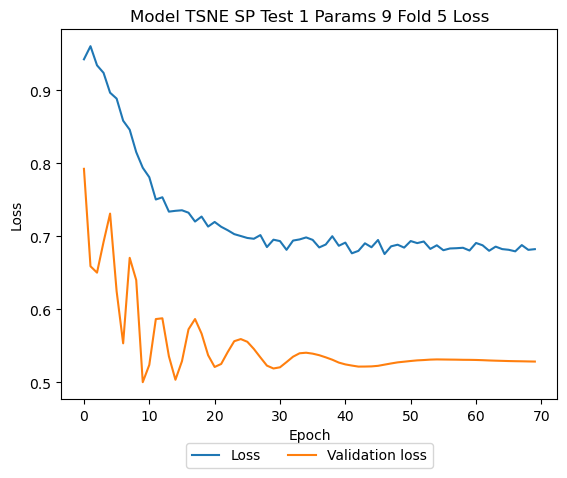 Model TSNE SP Test 1 Params 9 Fold 5 Loss
0.9
0.8
0.7
0.6
0.5
Loss
0 10 20 30 40 50 60 70
Epoch
Loss Validation loss